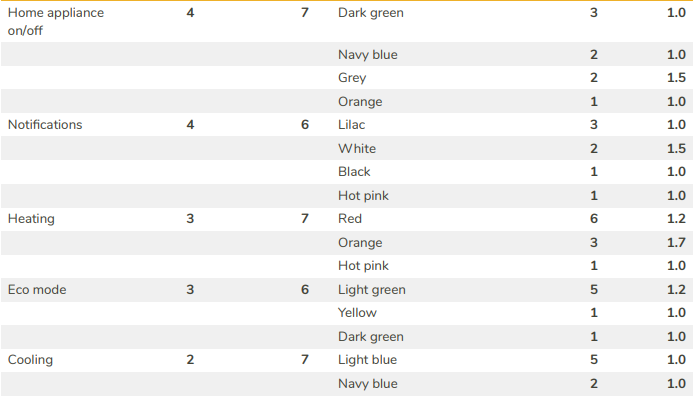 Home appliance 4 7 Dark green 3 1.0
on/off
Navy blue 2 1.0
Grey 2 1.5
Orange 1 1.0
Notifications 4 6 Lilac 3 1.0
White 2 1.5
Black 1 1.0
Hot pink 1 1.0
Heating 3 7 Red 6 1.2
Orange 3 1.7
Hot pink 1 1.0
Eco mode 3 6 Light green 5 1.2
Yellow 1 1.0
Dark green 1 1.0
Cooling 2 7 Light blue 5 1.0
Navy blue 2 1.0